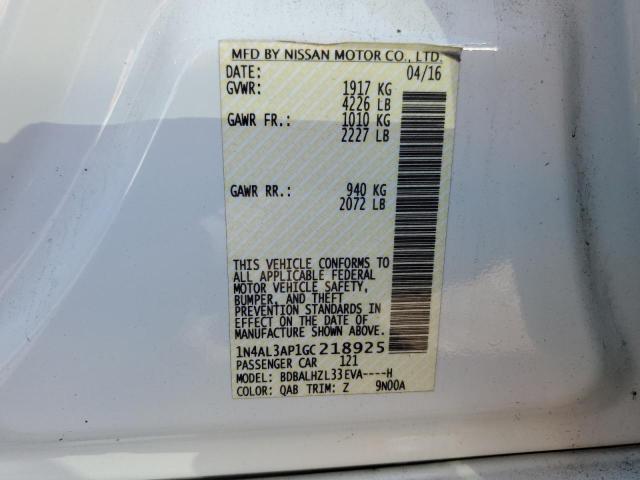 MFD BY NISSAN MOTOR CO., LTD.
DATE: 04/16
GVWR: 1917 KG
4226 LB
GAWR FR.: 1010 KG
2227 LB
GAWR RR.: 940 KG
2072 LB
THIS VEHICLE CONFORMS TO
ALL APPLICABLE FEDERAL
MOTOR VEHICLE SAFETY,
BUMPER, AND THEFT
PREVENTION STANDARDS IN
EFFECT ON THE DATE OF
MANUFACTURE SHOWN ABOVE.
1N4AL3AP1GC218925
PASSENGER CAR 121
MODEL: BDBALHZL33EVA----H
COLOR: QAB TRIM: Z 9N00A